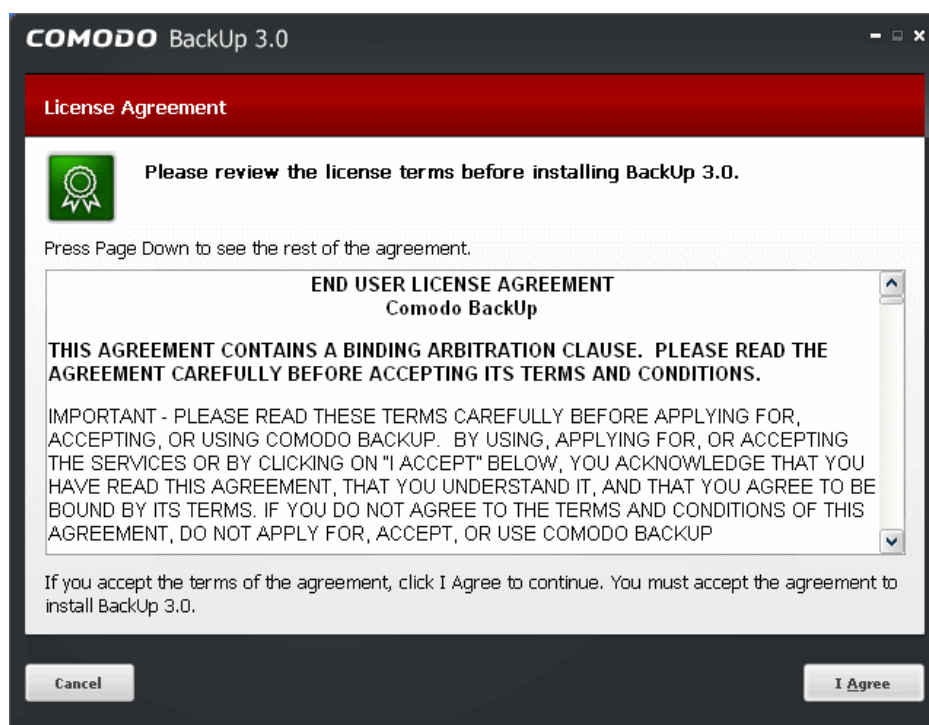 COMODO BackUp 3.0
License Agreement
Please review the license terms before installing BackUp 3.0.
Press Page Down to see the rest of the agreement.
END USER LICENSE AGREEMENT
Comodo BackUp
THIS AGREEMENT CONTAINS A BINDING ARBITRATION CLAUSE.  PLEASE READ THE
AGREEMENT CAREFULLY BEFORE ACCEPTING ITS TERMS AND CONDITIONS.
IMPORTANT - PLEASE READ THESE TERMS CAREFULLY BEFORE APPLYING FOR,
ACCEPTING, OR USING COMODO BACKUP.  BY USING, APPLYING FOR, OR ACCEPTING
THE SERVICES OR BY CLICKING ON "I ACCEPT" BELOW, YOU ACKNOWLEDGE THAT YOU
HAVE READ THIS AGREEMENT, THAT YOU UNDERSTAND IT, AND THAT YOU AGREE TO BE
BOUND BY ITS TERMS. IF YOU DO NOT AGREE TO THE TERMS AND CONDITIONS OF THIS
AGREEMENT, DO NOT APPLY FOR, ACCEPT, OR USE COMODO BACKUP
If you accept the terms of the agreement, click I Agree to continue. You must accept the agreement to
install BackUp 3.0.
Cancel
I Agree